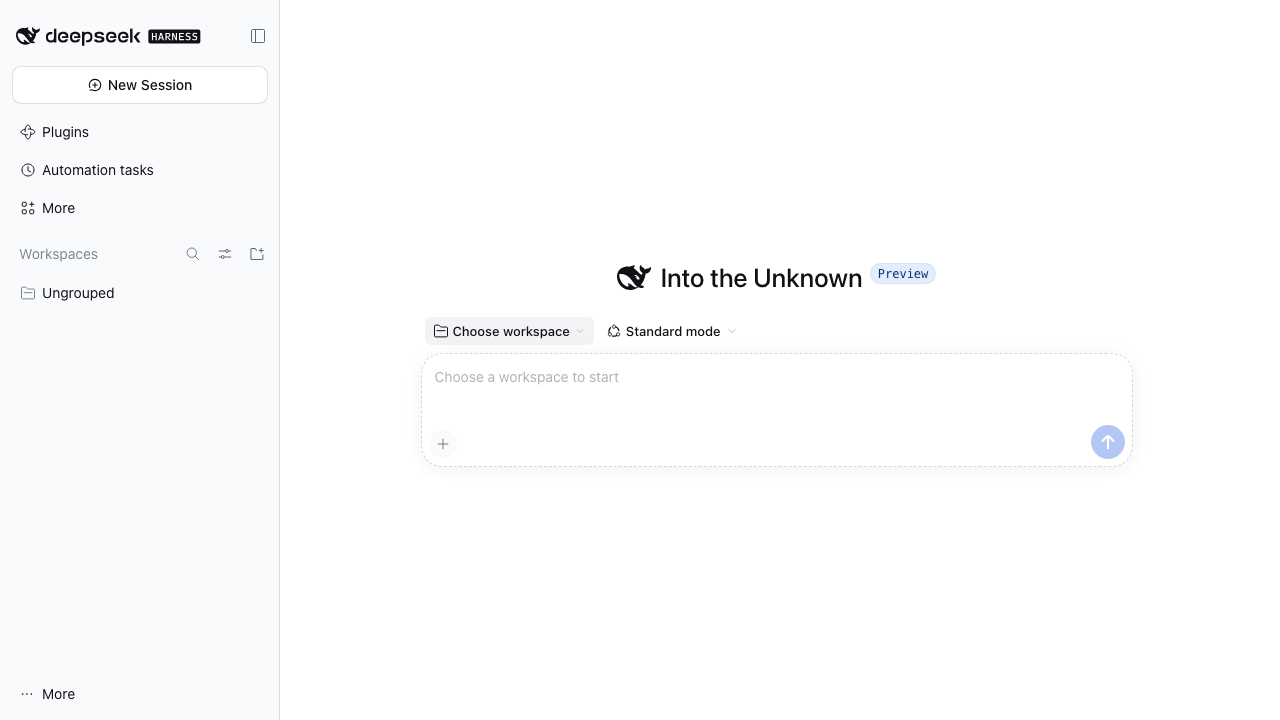 deepseek HARNESS
New Session
Plugins
Automation tasks
More
Workspaces
Ungrouped
More
Into the Unknown Preview
Choose workspace Standard mode
Choose a workspace to start